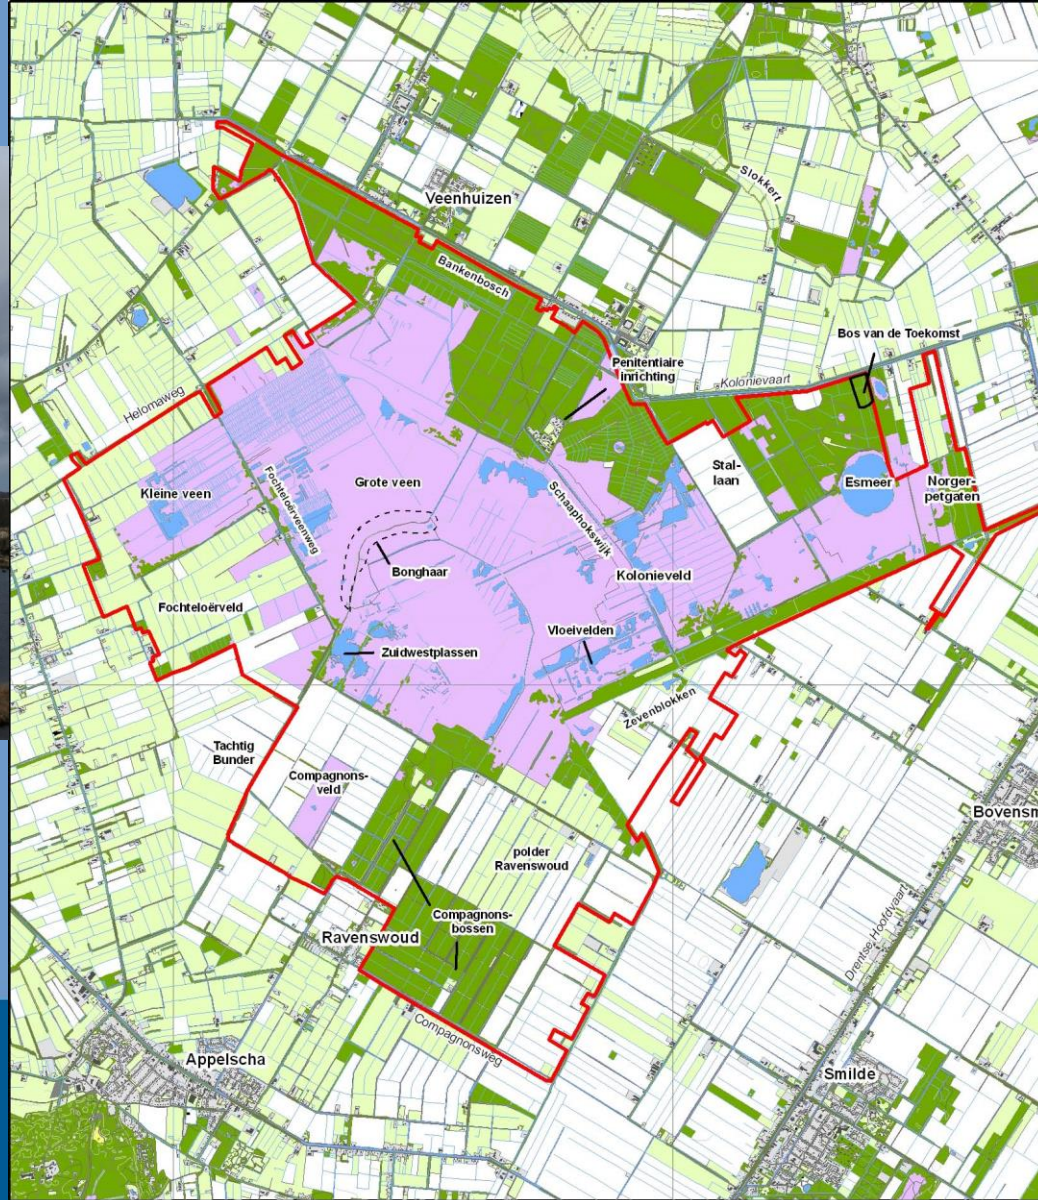 Slokkert
Veenhuizen
Bankenbosch
Bos van de Toekomst
Penitentiaire
inrichting
Kolonievaart
Helomaweg
Stal-
laan
Esmeer
Norger-
petgaten
Kleine veen
Grote veen
Fochteloërveenweg
Schaaphokswijk
Bonghaar
Kolonieveld
Fochteloërveld
Vloeivelden
Zuidwestplassen
Zevenblokken
Tachtig
Bunder
Compagnons-
veld
Bovensm
polder
Ravenswoud
Compagnons-
bossen
Ravenswoud
Drentse Hoofdvaart
Compagnonsweg
Appelscha
Smilde